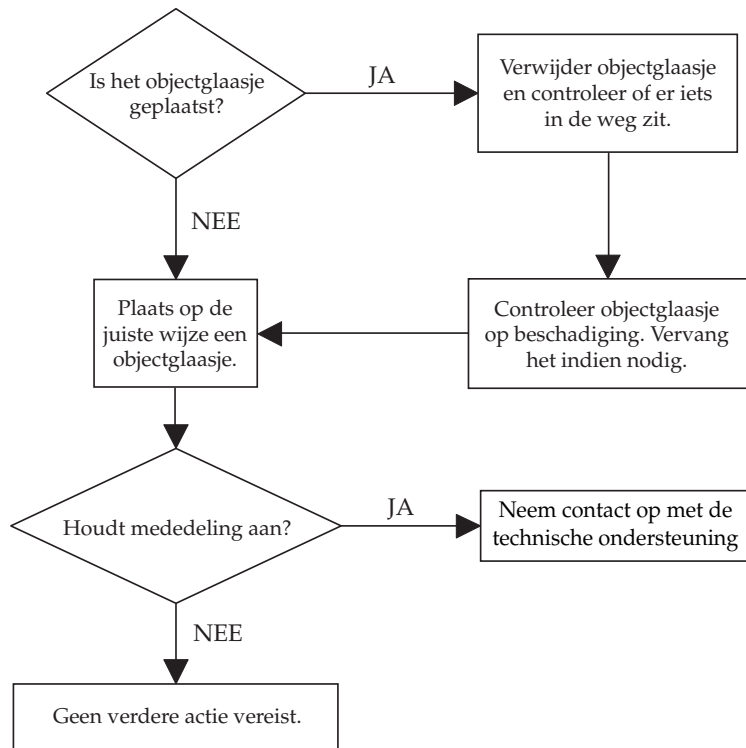 Is het objectglaasje
geplaatst?
JA
Verwijder objectglaasje
en controleer of er iets
in de weg zit.
NEE
Plaats op de
juiste wijze een
objectglaasje.
Controleer objectglaasje
op beschadiging. Vervang
het indien nodig.
Houdt mededeling aan?
JA
Neem contact op met de
technische ondersteuning
NEE
Geen verdere actie vereist.